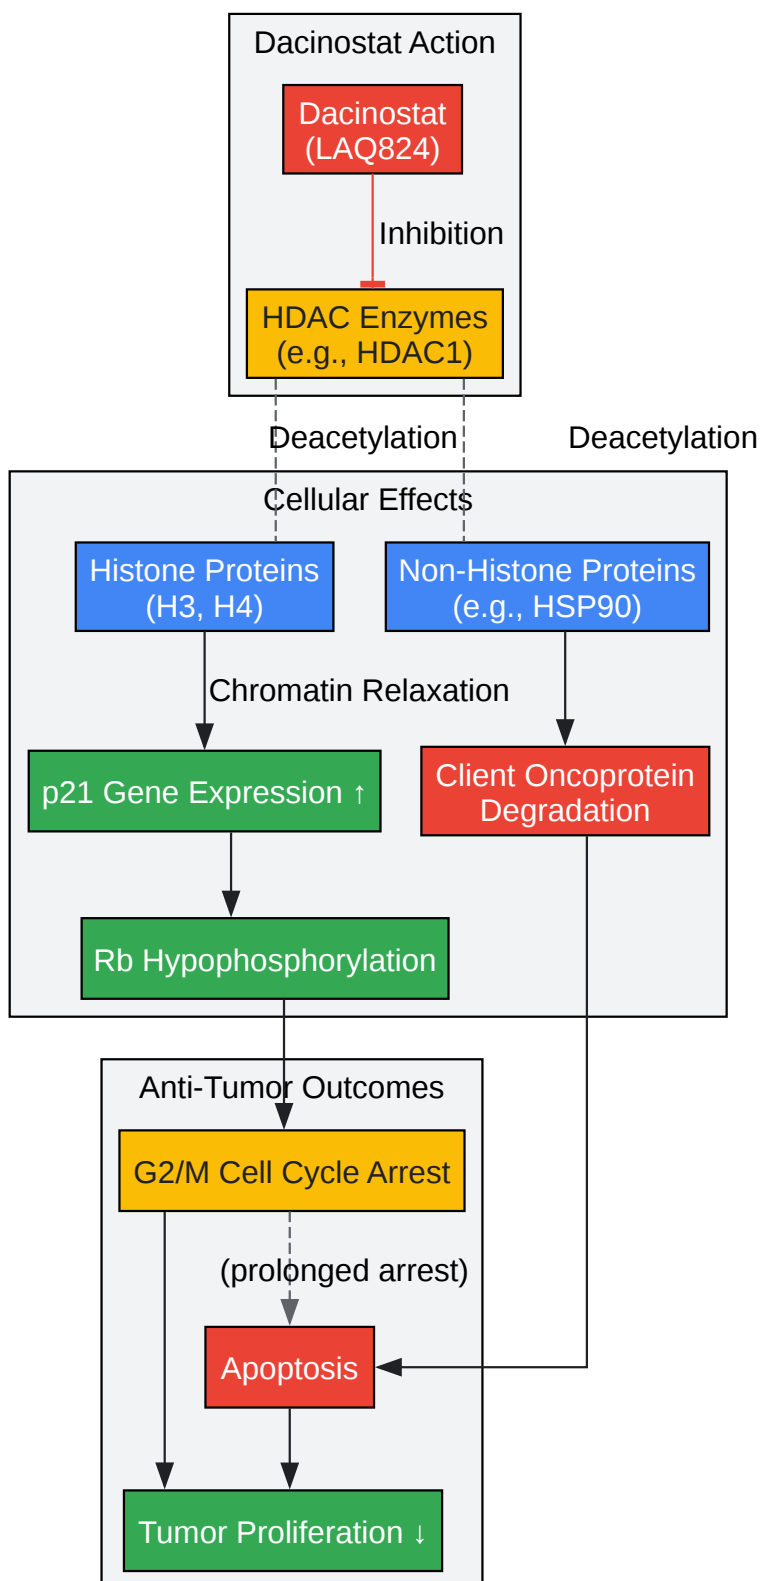 Dacinostat Action
Dacinostat
(LAQ824)
Inhibition
HDAC Enzymes
(e.g., HDAC1)
Deacetylation
Deacetylation
Cellular Effects
Histone Proteins
(H3, H4)
Non-Histone Proteins
(e.g., HSP90)
Chromatin Relaxation
p21 Gene Expression ↑
Client Oncoprotein
Degradation
Rb Hypophosphorylation
Anti-Tumor Outcomes
G2/M Cell Cycle Arrest
(prolonged arrest)
Apoptosis
Tumor Proliferation ↓